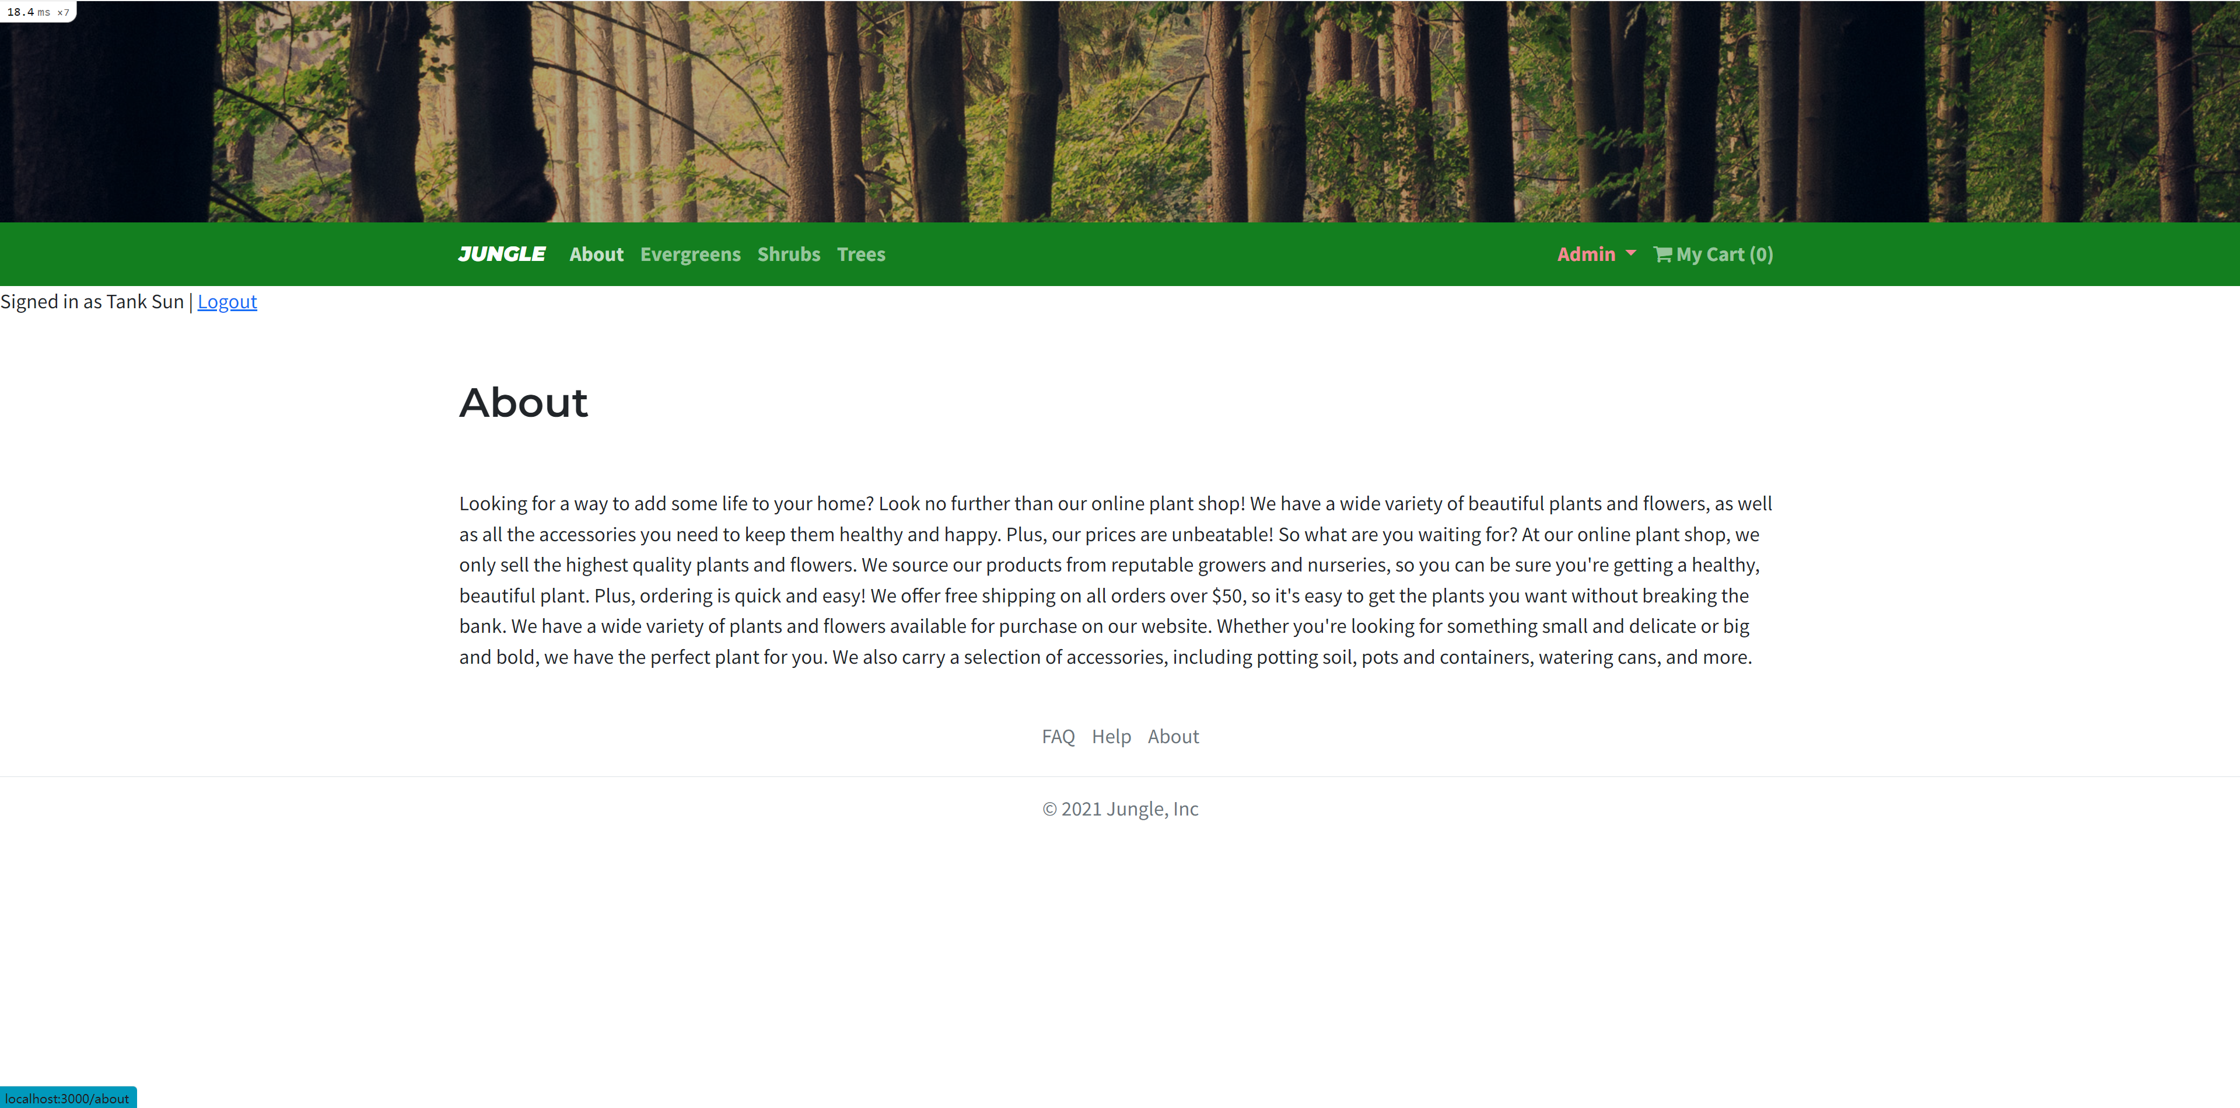 18.4 ms ×7
JUNGLE About Evergreens Shrubs Trees Admin My Cart (0)
Signed in as Tank Sun | Logout
About
Looking for a way to add some life to your home? Look no further than our online plant shop! We have a wide variety of beautiful plants and flowers, as well
as all the accessories you need to keep them healthy and happy. Plus, our prices are unbeatable! So what are you waiting for? At our online plant shop, we
only sell the highest quality plants and flowers. We source our products from reputable growers and nurseries, so you can be sure you're getting a healthy,
beautiful plant. Plus, ordering is quick and easy! We offer free shipping on all orders over $50, so it's easy to get the plants you want without breaking the
bank. We have a wide variety of plants and flowers available for purchase on our website. Whether you're looking for something small and delicate or big
and bold, we have the perfect plant for you. We also carry a selection of accessories, including potting soil, pots and containers, watering cans, and more.
FAQ Help About
© 2021 Jungle, Inc
localhost:3000/about